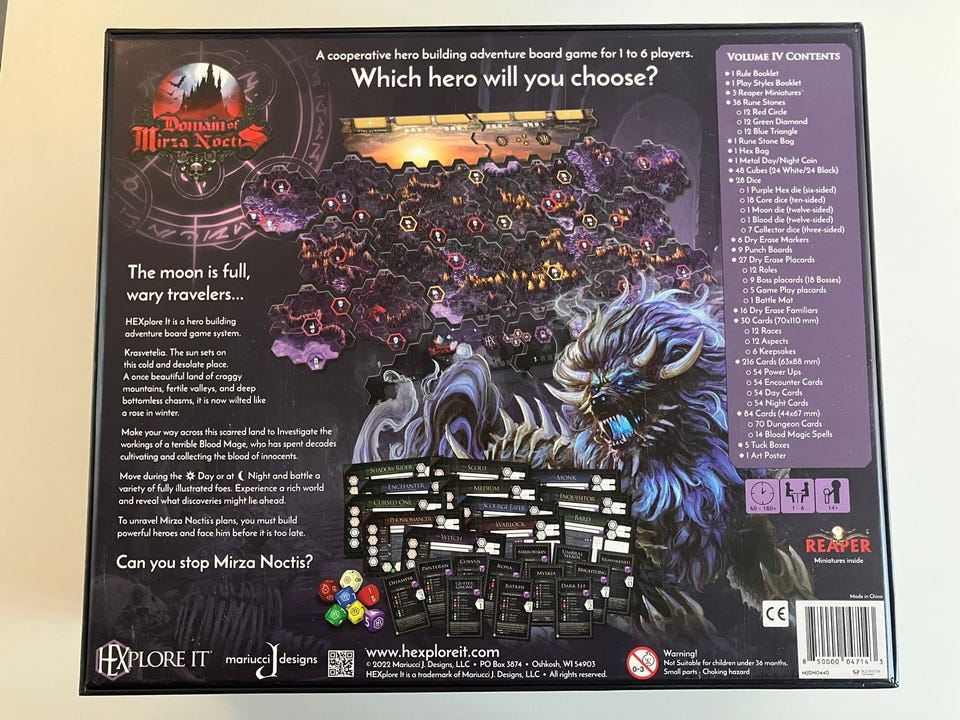 A cooperative hero building adventure board game for 1 to 6 players.
Which hero will you choose?
Domain of
Mirza Noctis
The moon is full,
wary travelers...
HEXplore It is a hero building
adventure board game system.
Krasvetelia. The sun sets on
this cold and desolate place.
A once beautiful land of craggy
mountains, fertile valleys, and deep
bottomless chasms, it is now wilted like
a rose in winter.
Make your way across this scarred land to Investigate the
workings of a terrible Blood Mage, who has spent decades
cultivating and collecting the blood of innocents.
Move during the Day or at Night and battle a
variety of fully illustrated foes. Experience a rich world
and reveal what discoveries might lie ahead.
To unravel Mirza Noctis's plans, you must build
powerful heroes and face him before it is too late.
Can you stop Mirza Noctis?
Volume IV Contents
1 Rule Booklet
1 Play Styles Booklet
3 Reaper Miniatures
36 Rune Stones
12 Red Circle
12 Green Diamond
12 Blue Triangle
1 Rune Stone Bag
1 Hex Bag
1 Metal Day/Night Coin
48 Cubes (24 White/24 Black)
28 Dice
1 Purple Hex die (six-sided)
18 Core dice (ten-sided)
1 Moon die (twelve-sided)
1 Blood die (twelve-sided)
7 Collector dice (three-sided)
6 Dry Erase Markers
9 Punch Boards
27 Dry Erase Placards
12 Roles
9 Boss placards (18 Bosses)
5 Game Play placards
1 Battle Mat
16 Dry Erase Familiars
30 Cards (70x110 mm)
12 Races
12 Aspects
6 Keepsakes
216 Cards (63x88 mm)
54 Power Ups
54 Encounter Cards
54 Day Cards
54 Night Cards
84 Cards (44x67 mm)
70 Dungeon Cards
14 Blood Magic Spells
5 Tuck Boxes
1 Art Poster
60 - 180+
1 - 6
14+
REAPER
Miniatures inside
Shadow Rider
Scout
Monk
Enchanter
Medium
Inquisitor
Cursed One
Scourge Eater
Bard
Phosromancer
Warlock
Witch
Mirrorskin
Umbral
Reawakened
Corvus
Rona
Brightling
Panteran
Myskia
Dhampir
Gutter
Gnome
Ratkin
Dark Elf
Made in China
CE
8 50000 04714 3
MJDH0440
HEXPLORE IT
mariucci J designs
www.hexploreit.com
© 2022 Mariucci J. Designs, LLC • PO Box 3874 • Oshkosh, WI 54903
HEXplore It is a trademark of Mariucci J. Designs, LLC • All rights reserved.
0-3
Warning!
Not Suitable for children under 36 months.
Small parts - Choking hazard